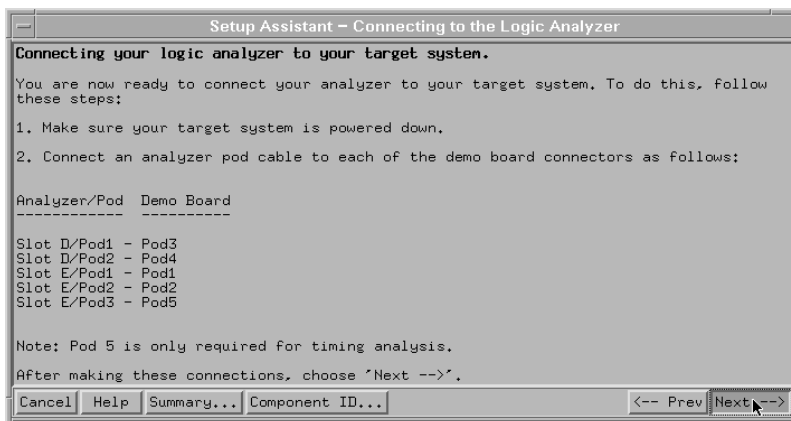 Setup Assistant – Connecting to the Logic Analyzer
Connecting your logic analyzer to your target system.
You are now ready to connect your analyzer to your target system. To do this, follow
these steps:
1. Make sure your target system is powered down.
2. Connect an analyzer pod cable to each of the demo board connectors as follows:
Analyzer/Pod  Demo Board
------------  ----------
Slot D/Pod1 - Pod3
Slot D/Pod2 - Pod4
Slot E/Pod1 - Pod1
Slot E/Pod2 - Pod2
Slot E/Pod3 - Pod5
Note: Pod 5 is only required for timing analysis.
After making these connections, choose 'Next -->'.
Cancel Help Summary... Component ID... <-- Prev Next -->